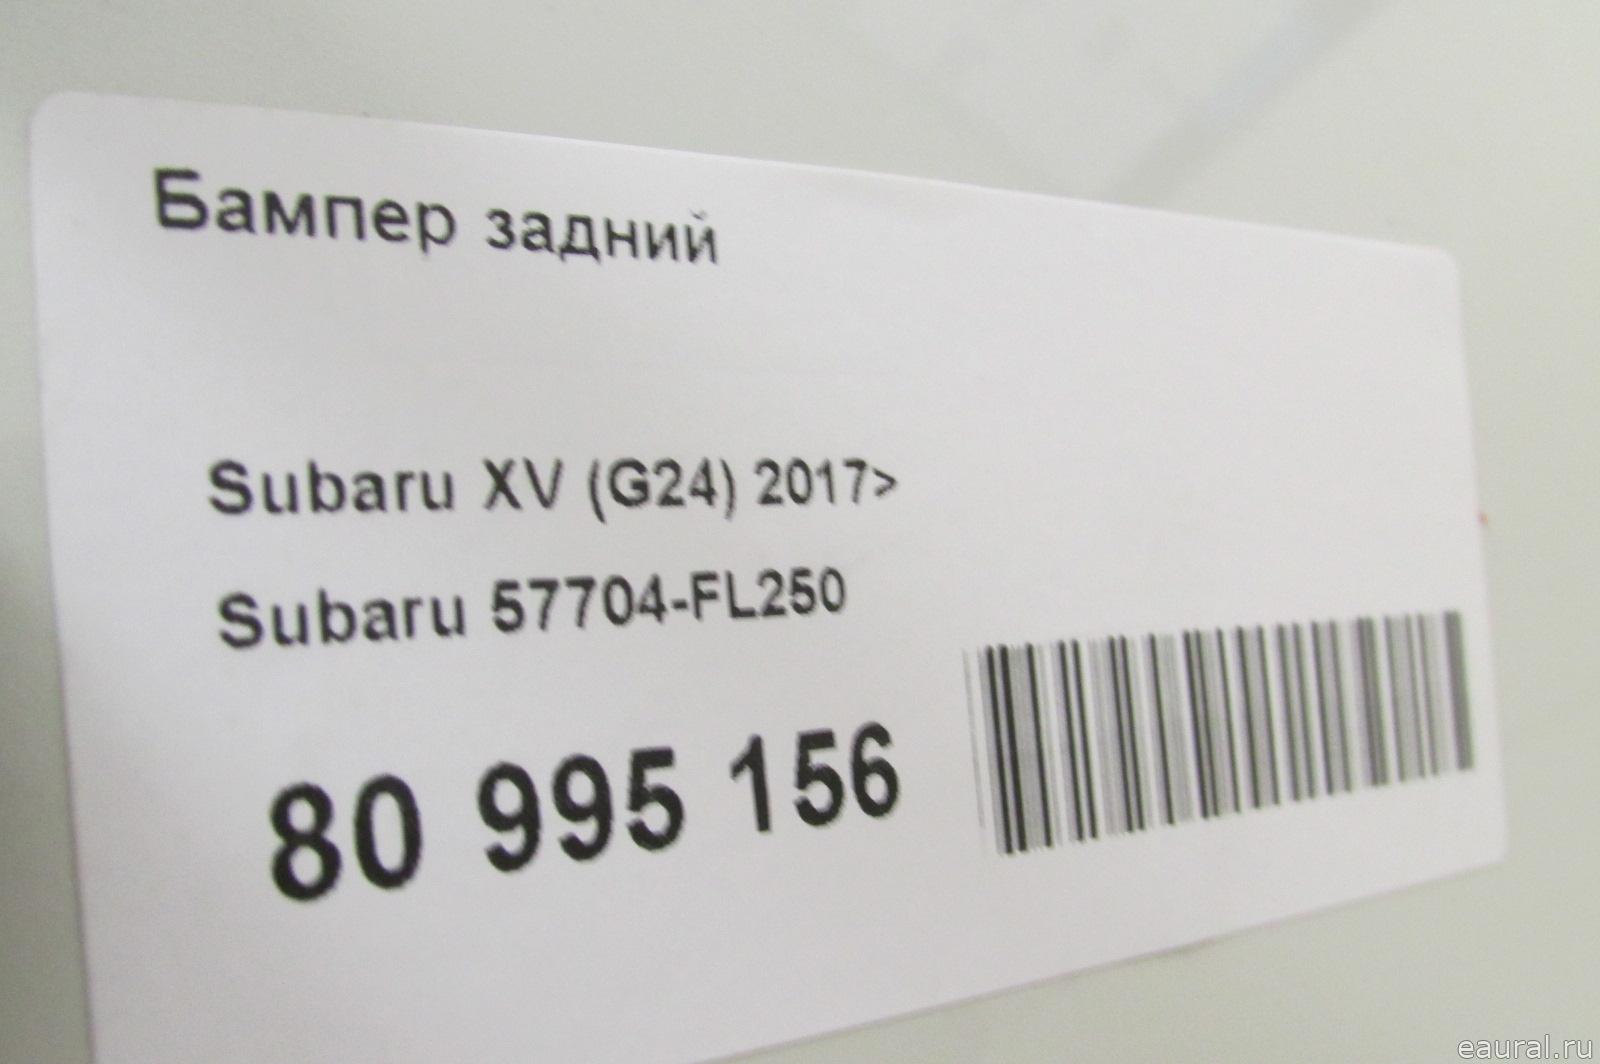 Бампер задний
Subaru XV (G24) 2017>
Subaru 57704-FL250
80 995 156
eaural.ru